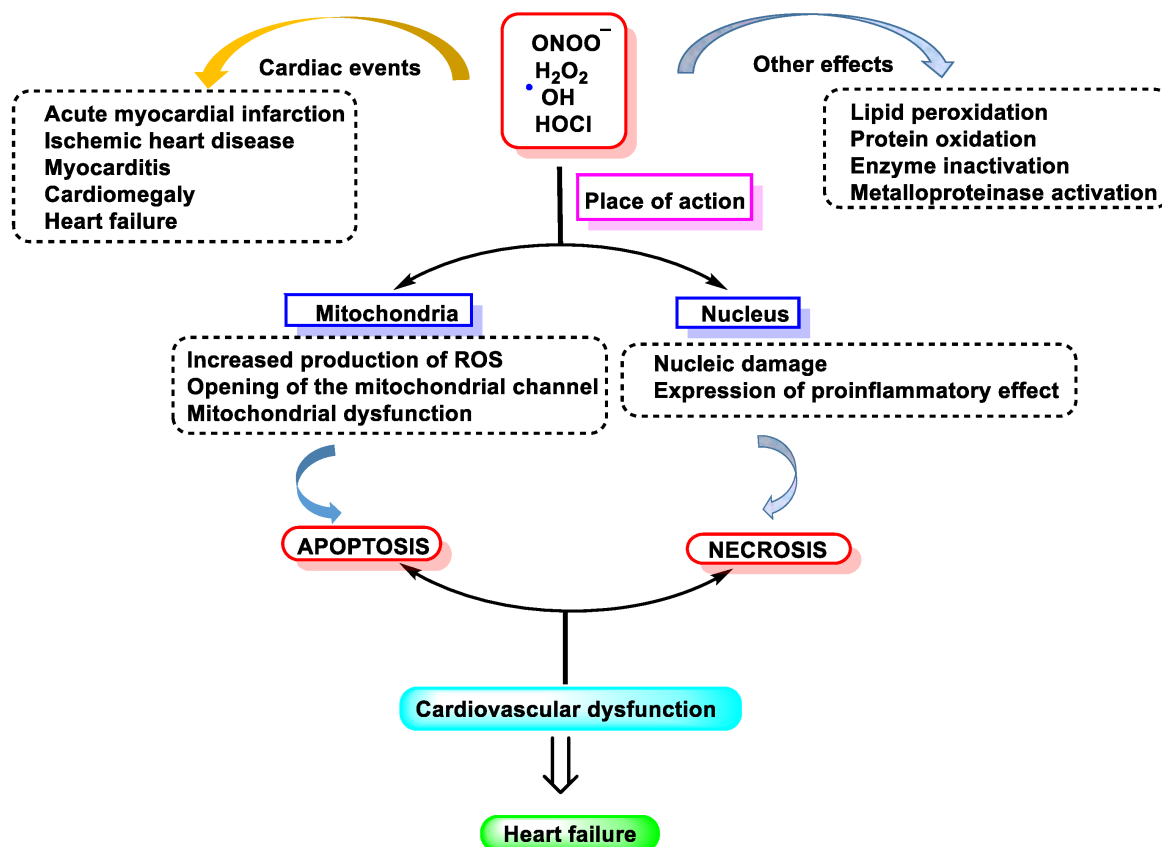 ONOO⁻
H₂O₂
•OH
HOCl
Cardiac events
Other effects
Acute myocardial infarction
Ischemic heart disease
Myocarditis
Cardiomegaly
Heart failure
Lipid peroxidation
Protein oxidation
Enzyme inactivation
Metalloproteinase activation
Place of action
Mitochondria
Nucleus
Increased production of ROS
Opening of the mitochondrial channel
Mitochondrial dysfunction
Nucleic damage
Expression of proinflammatory effect
APOPTOSIS
NECROSIS
Cardiovascular dysfunction
Heart failure